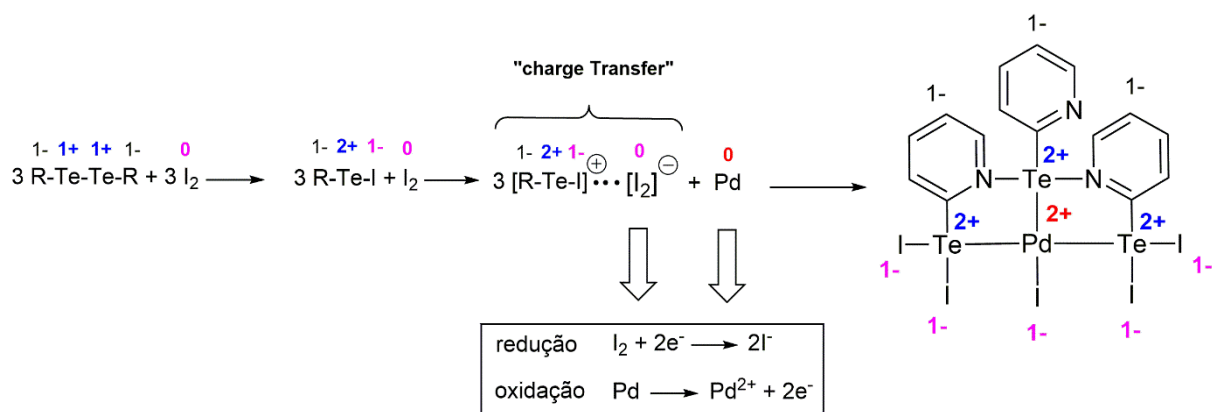 "charge Transfer"
1- 1+ 1+ 1- 0
3 R-Te-Te-R + 3 I₂
1- 2+ 1- 0
3 R-Te-I + I₂
1- 2+ 1- 0 0
3 [R-Te-I]⊕ ••• [I₂]⊖ + Pd
redução I₂ + 2e⁻ ⟶ 2I⁻
oxidação Pd ⟶ Pd²⁺ + 2e⁻
1-
1- N 1-
2+
N Te N
2+ 2+ 2+
I Te Pd Te I
1- I I I 1-
1- 1- 1-